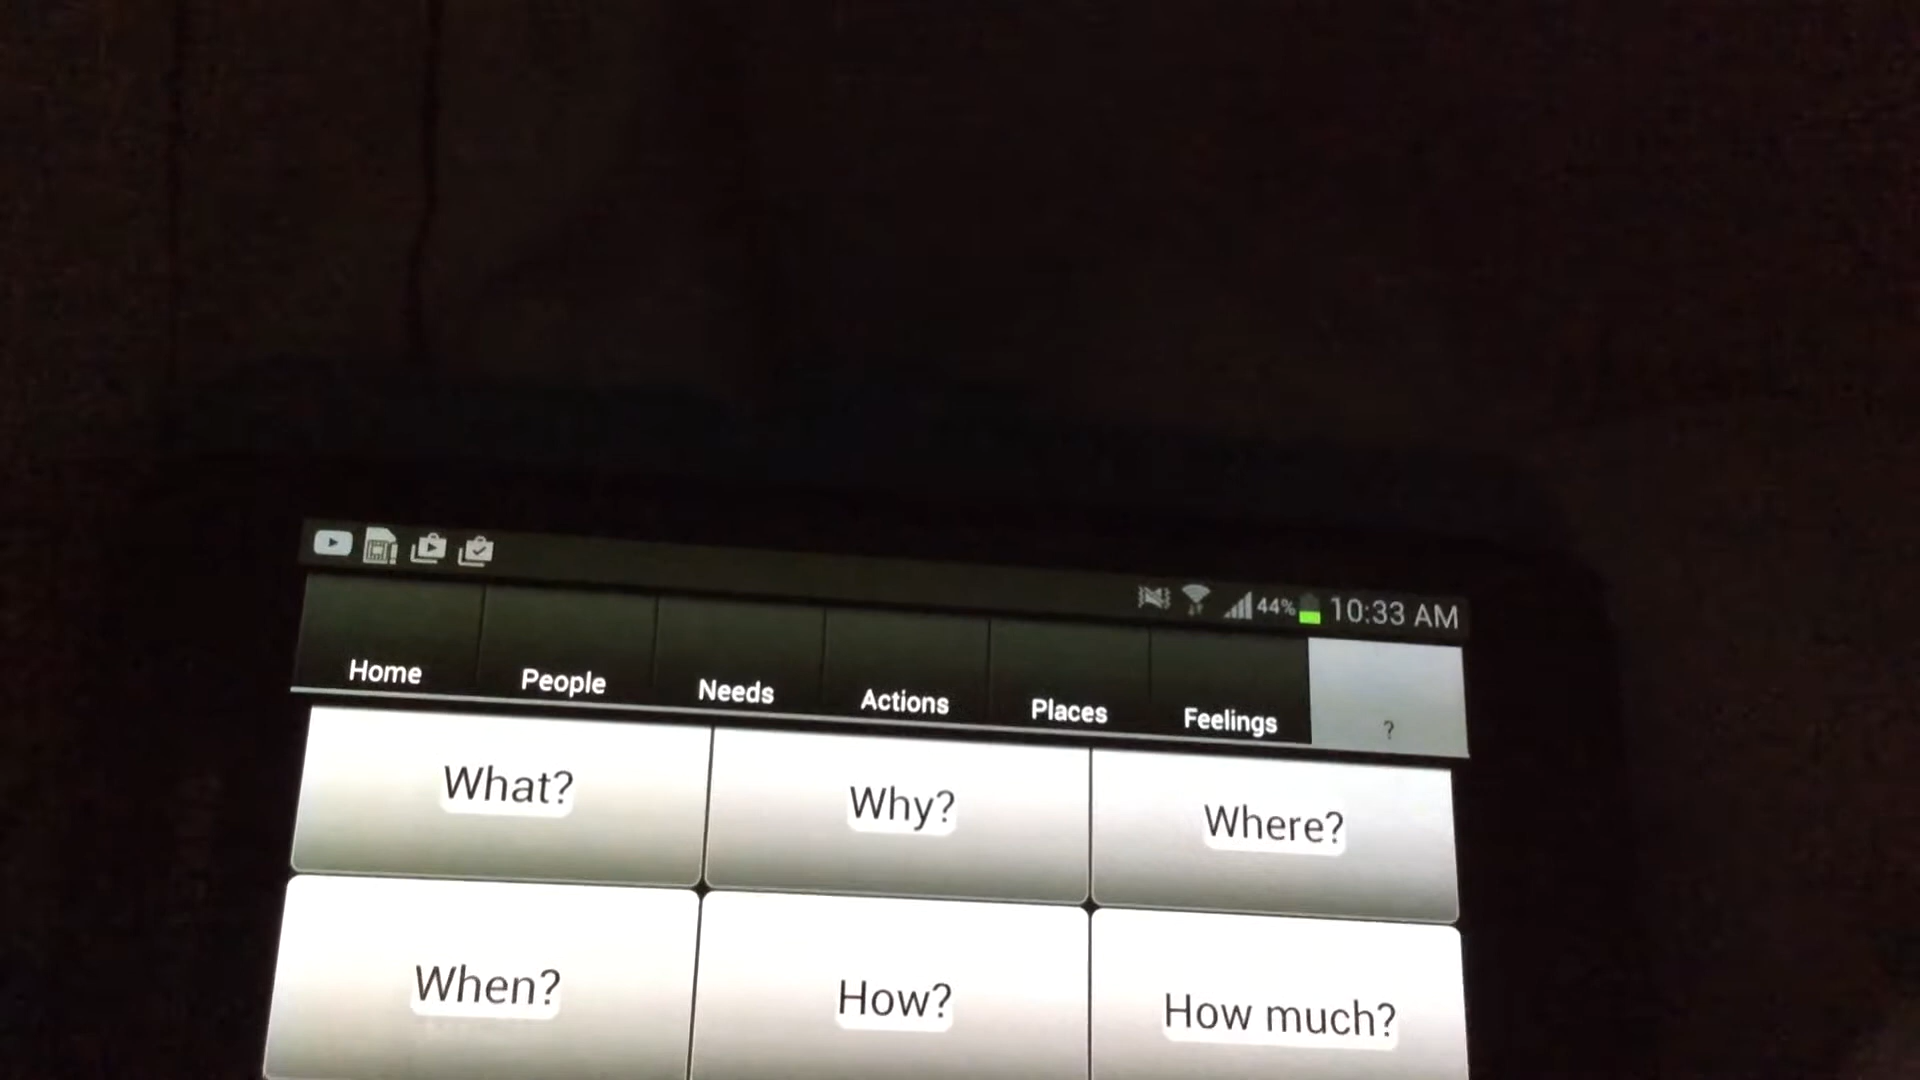 44% 10:33 AM
Home People Needs Actions Places Feelings ?
What? Why? Where?
When? How? How much?